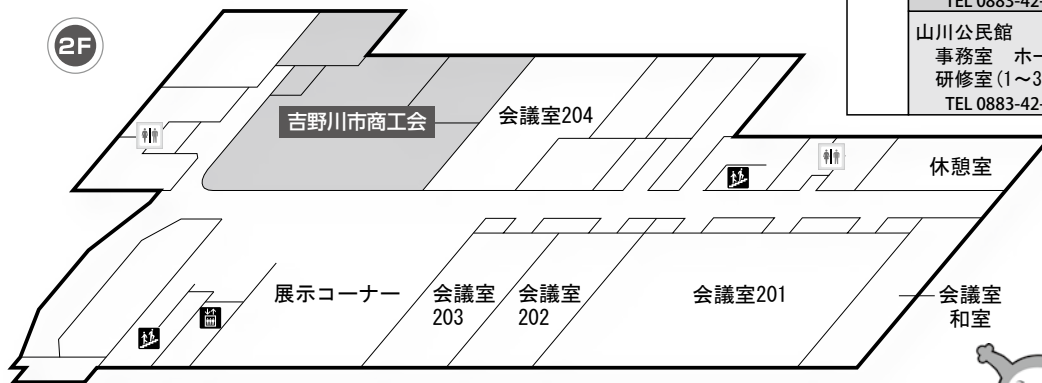 2F
TEL 0883-42-
山川公民館
事務室 ホー
研修室(1〜3
TEL 0883-42-
吉野川市商工会
会議室204
休憩室
展示コーナー
会議室
203
会議室
202
会議室201
会議室
和室